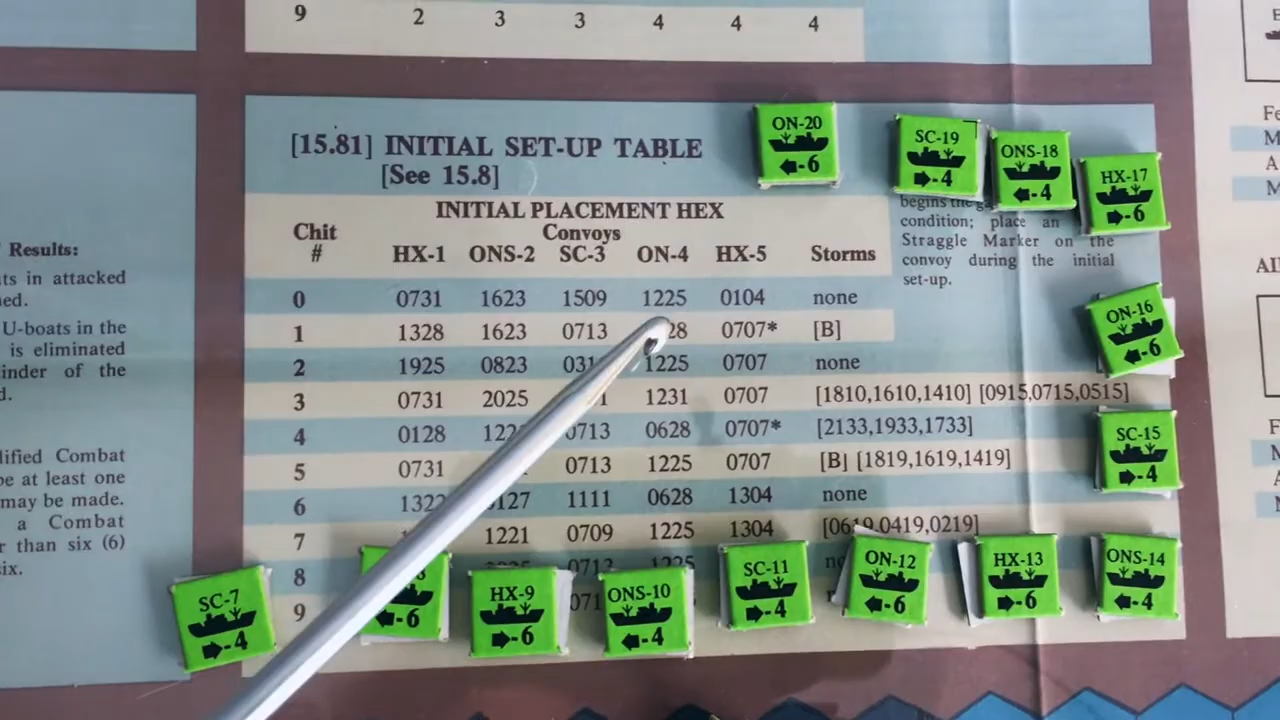 9 2 3 3 4 4 4
[15.81] INITIAL SET-UP TABLE
[See 15.8]
INITIAL PLACEMENT HEX
Convoys
Chit
# HX-1 ONS-2 SC-3 ON-4 HX-5 Storms
0 0731 1623 1509 1225 0104 none
1 1328 1623 0713 28 0707* [B]
2 1925 0823 1225 0707 none
3 0731 2025 1231 0707 [1810,1610,1410] [0915,0715,0515]
4 0128 0713 0628 0707* [2133,1933,1733]
5 0731 0713 1225 0707 [B] [1819,1619,1419]
6 1322 1111 0628 1304 none
7 1221 0709 1225 1304 [0619,0419,0219]
8 0713 1225
9
begins the
condition; place an
Straggle Marker on the
convoy during the initial
set-up.
Results:
in attacked
U-boats in the
is eliminated
of the
Combat
be at least one
may be made.
a Combat
than six (6)
ON-20
6
SC-19
4
ONS-18
4
HX-17
6
ON-16
6
SC-15
4
ONS-14
4
HX-13
6
ON-12
6
SC-11
4
ONS-10
4
HX-9
6
6
SC-7
4